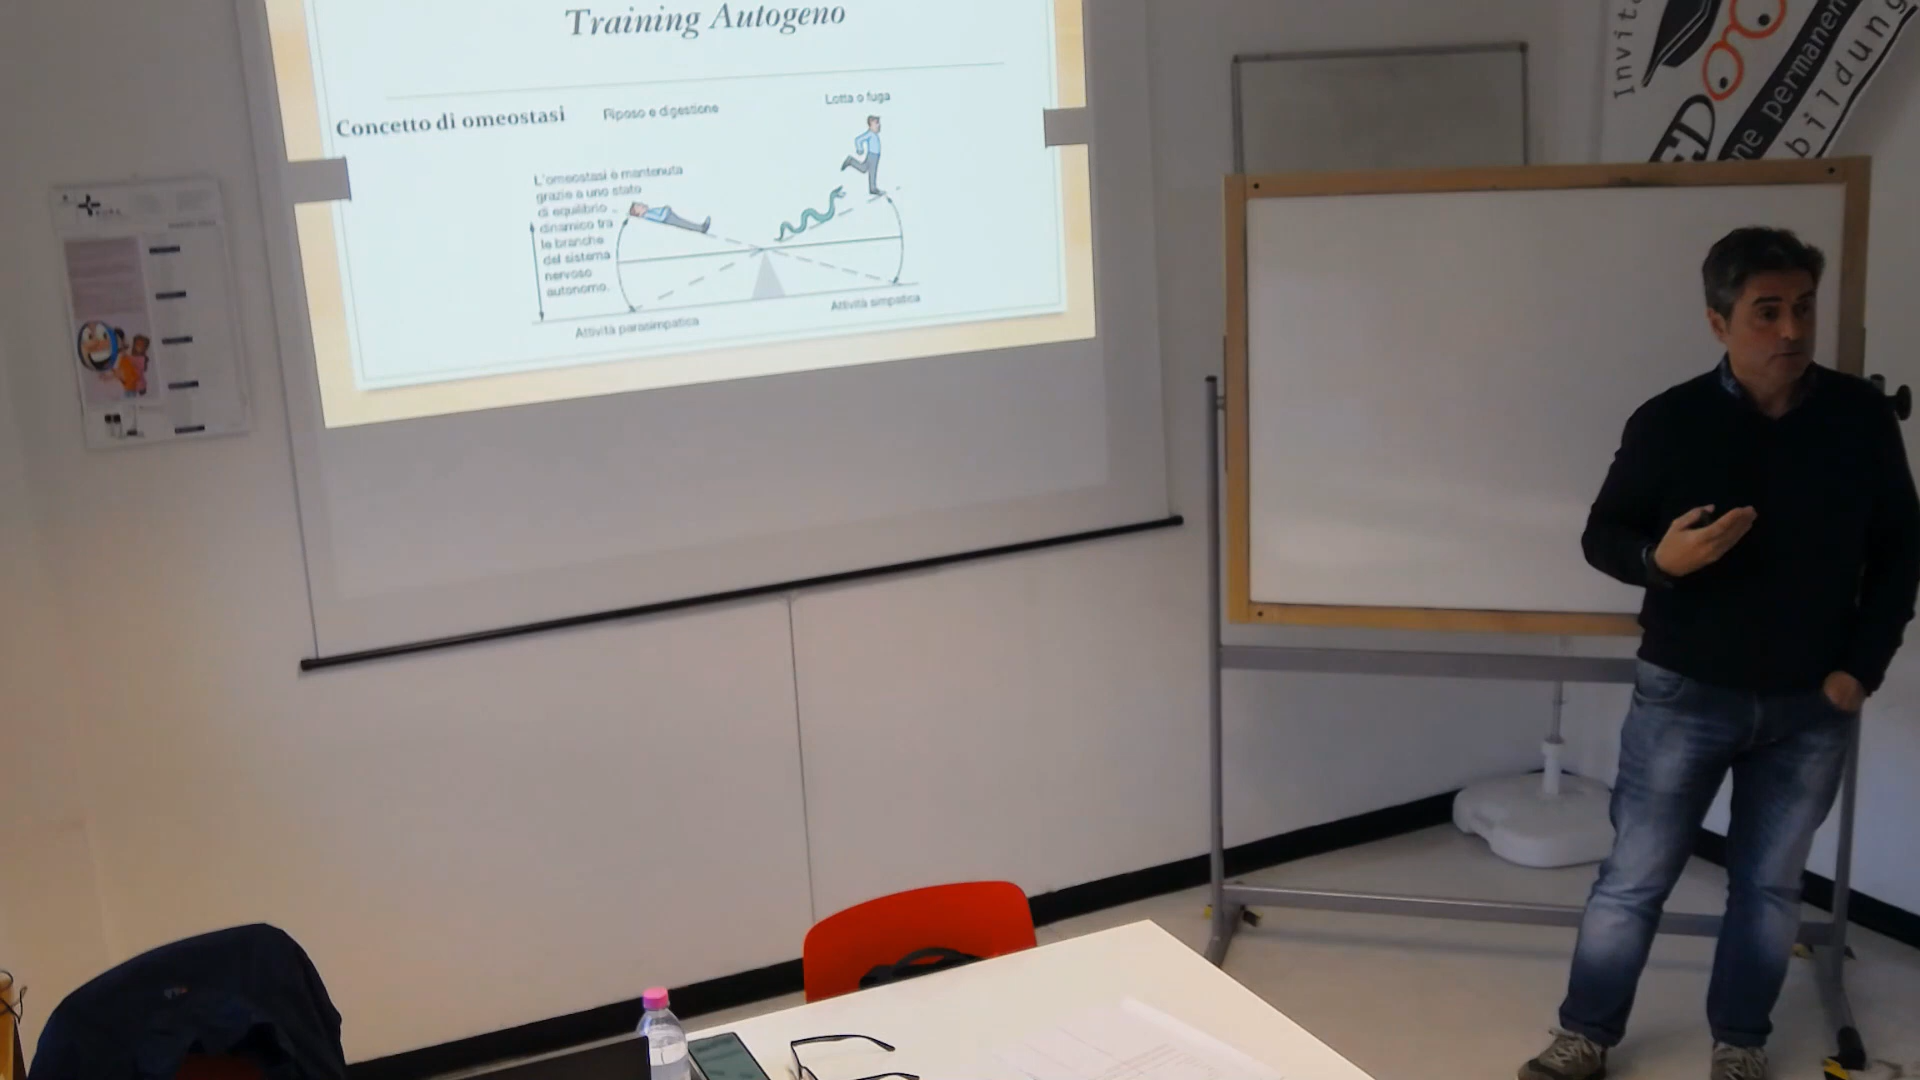 Training Autogeno
Concetto di omeostasi
Riposo e digestione
Lotta o fuga
L'omeostasi è mantenuta
grazie a uno stato
di equilibrio
dinamico tra
le branche
del sistema
nervoso
autonomo.
Attività parasimpatica
Attività simpatica
bildung